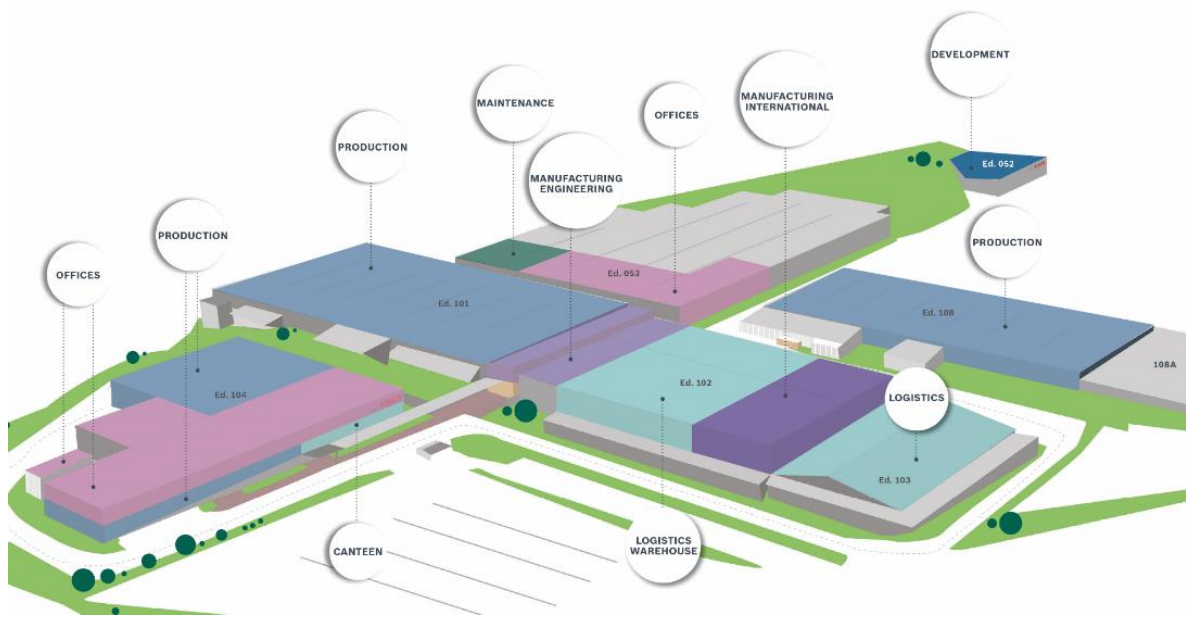 DEVELOPMENT
MANUFACTURING
INTERNATIONAL
MAINTENANCE
OFFICES
PRODUCTION
MANUFACTURING
ENGINEERING
Ed. 052
PRODUCTION
PRODUCTION
OFFICES
Ed. 053
Ed. 101
Ed. 108
108A
Ed. 102
Ed. 104
LOGISTICS
Ed. 103
CANTEEN
LOGISTICS
WAREHOUSE